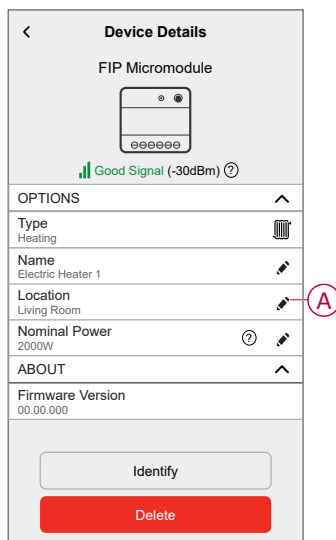 Device Details
FIP Micromodule
Good Signal (-30dBm) ?
OPTIONS
Type
Heating
Name
Electric Heater 1
Location
Living Room
A
Nominal Power
2000W
?
ABOUT
Firmware Version
00.00.000
Identify
Delete